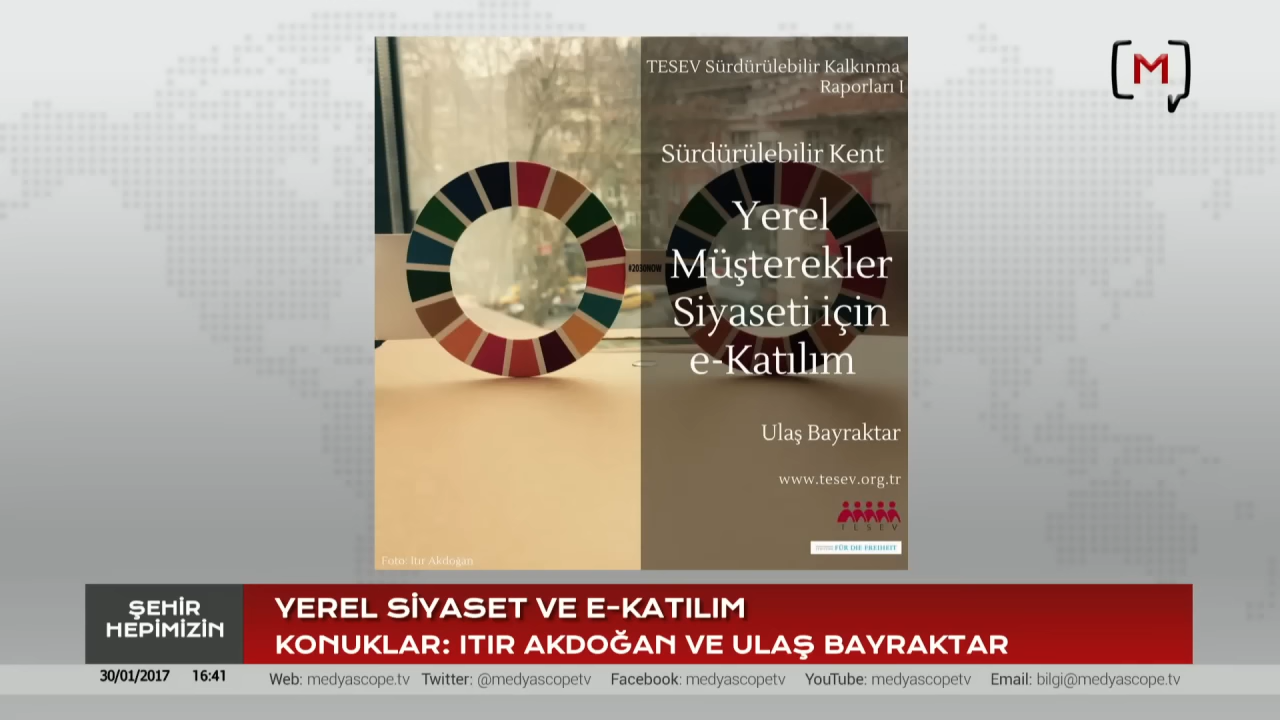 TESEV Sürdürülebilir Kalkınma
Raporları I
Sürdürülebilir Kent
Yerel
Müşterekler
Siyaseti için
e-Katılım
#2030NOW
Ulaş Bayraktar
www.tesev.org.tr
TESEV
FÜR DIE FREIHEIT
Foto: Itır Akdoğan
M
ŞEHİR
HEPİMİZİN
YEREL SİYASET VE E-KATILIM
KONUKLAR: ITIR AKDOĞAN VE ULAŞ BAYRAKTAR
30/01/2017 16:41 Web: medyascope.tv Twitter: @medyascopetv Facebook: medyascopetv YouTube: medyascopetv Email: bilgi@medyascope.tv